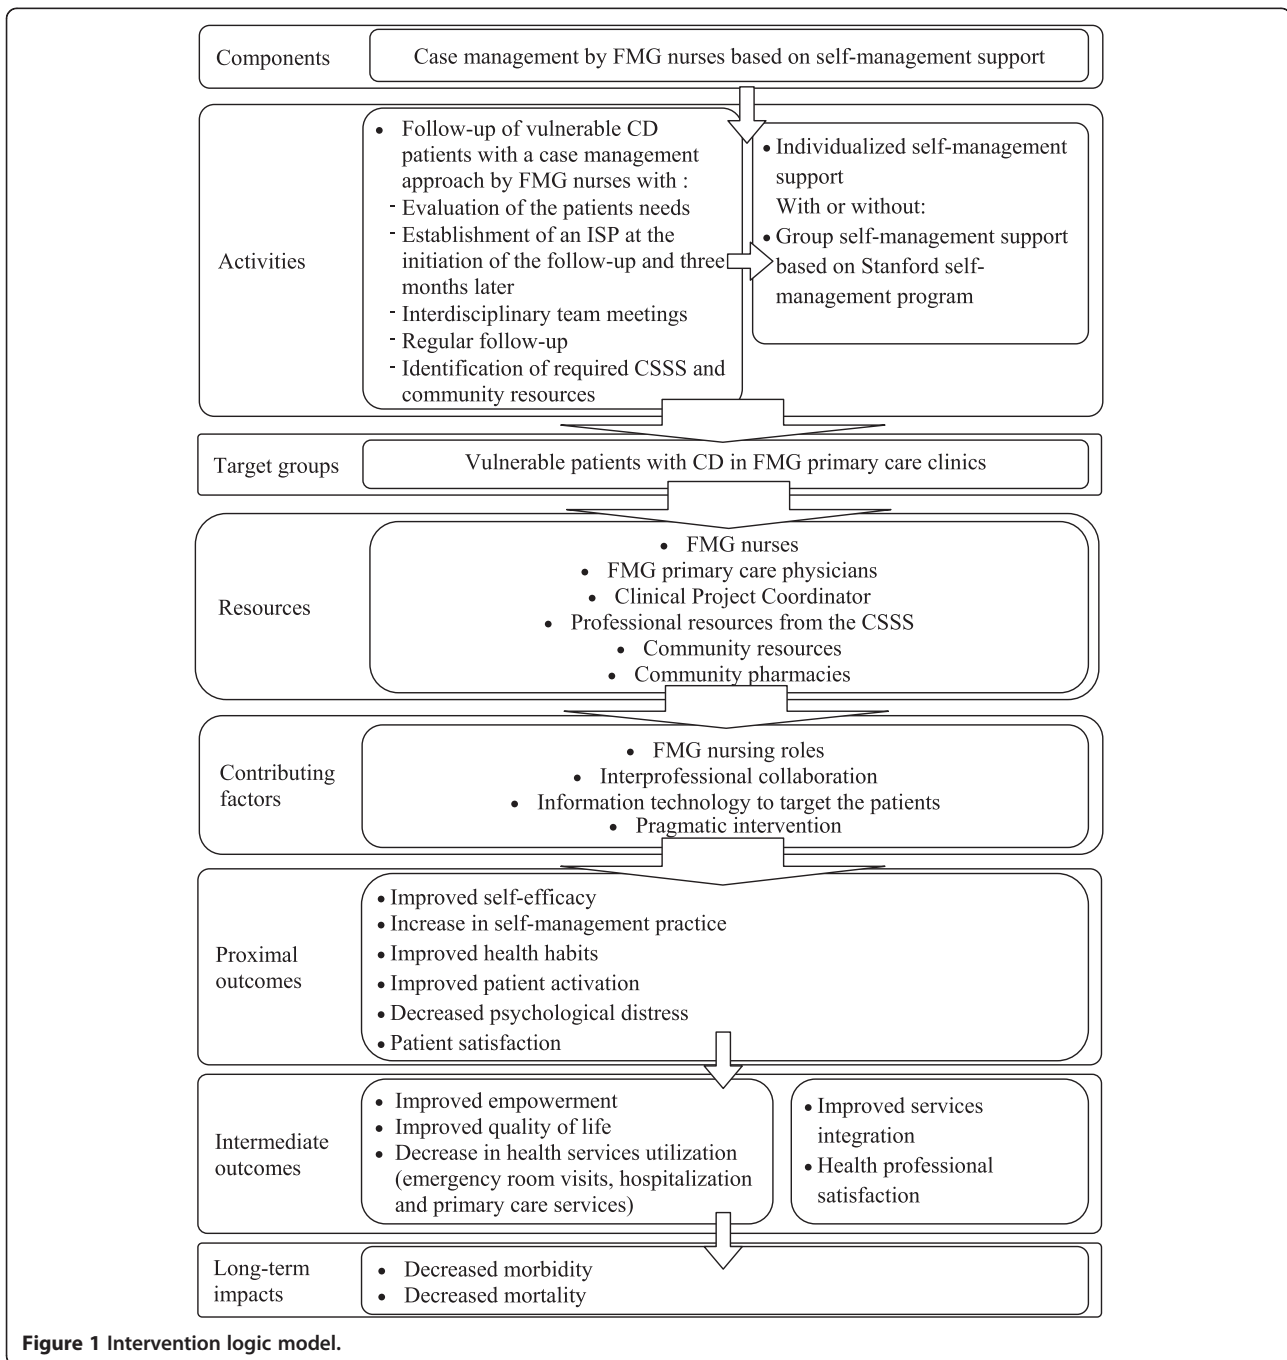 Components
Case management by FMG nurses based on self-management support
Activities
• Follow-up of vulnerable CD
patients with a case management
approach by FMG nurses with :
- Evaluation of the patients needs
- Establishment of an ISP at the
initiation of the follow-up and three
months later
- Interdisciplinary team meetings
- Regular follow-up
- Identification of required CSSS and
community resources
• Individualized self-management
support
With or without:
• Group self-management support
based on Stanford self-
management program
Target groups
Vulnerable patients with CD in FMG primary care clinics
Resources
• FMG nurses
• FMG primary care physicians
• Clinical Project Coordinator
• Professional resources from the CSSS
• Community resources
• Community pharmacies
Contributing
factors
• FMG nursing roles
• Interprofessional collaboration
• Information technology to target the patients
• Pragmatic intervention
Proximal
outcomes
• Improved self-efficacy
• Increase in self-management practice
• Improved health habits
• Improved patient activation
• Decreased psychological distress
• Patient satisfaction
Intermediate
outcomes
• Improved empowerment
• Improved quality of life
• Decrease in health services utilization
(emergency room visits, hospitalization
and primary care services)
• Improved services
integration
• Health professional
satisfaction
Long-term
impacts
• Decreased morbidity
• Decreased mortality
Figure 1 Intervention logic model.